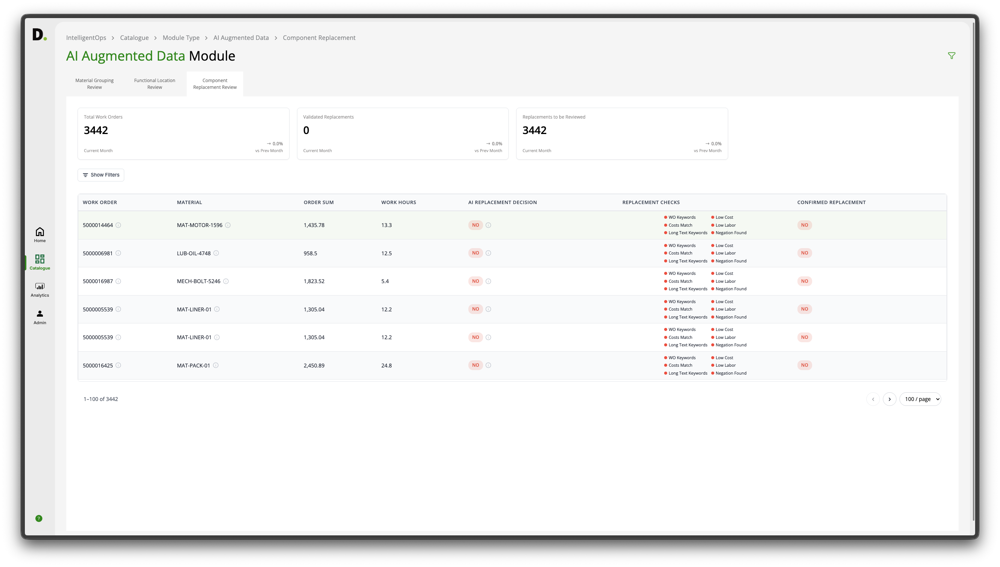 D.
IntelligentOps > Catalogue > Module Type > AI Augmented Data > Component Replacement
AI Augmented Data Module
Material Grouping
Review
Functional Location
Review
Component
Replacement Review
Total Work Orders
3442
→ 0.0%
Current Month
vs Prev Month
Validated Replacements
0
→ 0.0%
Current Month
vs Prev Month
Replacements to be Reviewed
3442
→ 0.0%
Current Month
vs Prev Month
Show Filters
WORK ORDER MATERIAL ORDER SUM WORK HOURS AI REPLACEMENT DECISION REPLACEMENT CHECKS CONFIRMED REPLACEMENT
WO Keywords Low Cost
5000014464 MAT-MOTOR-1596 1,435.78 13.3 NO Costs Match Low Labor NO
Long Text Keywords Negation Found
WO Keywords Low Cost
5000006981 LUB-OIL-4748 958.5 12.5 NO Costs Match Low Labor NO
Long Text Keywords Negation Found
WO Keywords Low Cost
5000016987 MECH-BOLT-5246 1,823.52 5.4 NO Costs Match Low Labor NO
Long Text Keywords Negation Found
WO Keywords Low Cost
5000005539 MAT-LINER-01 1,305.04 12.2 NO Costs Match Low Labor NO
Long Text Keywords Negation Found
WO Keywords Low Cost
5000005539 MAT-LINER-01 1,305.04 12.2 NO Costs Match Low Labor NO
Long Text Keywords Negation Found
WO Keywords Low Cost
5000016425 MAT-PACK-01 2,450.89 24.8 NO Costs Match Low Labor NO
Long Text Keywords Negation Found
1–100 of 3442
‹ › 100 / page
Home
Catalogue
Analytics
Admin
?